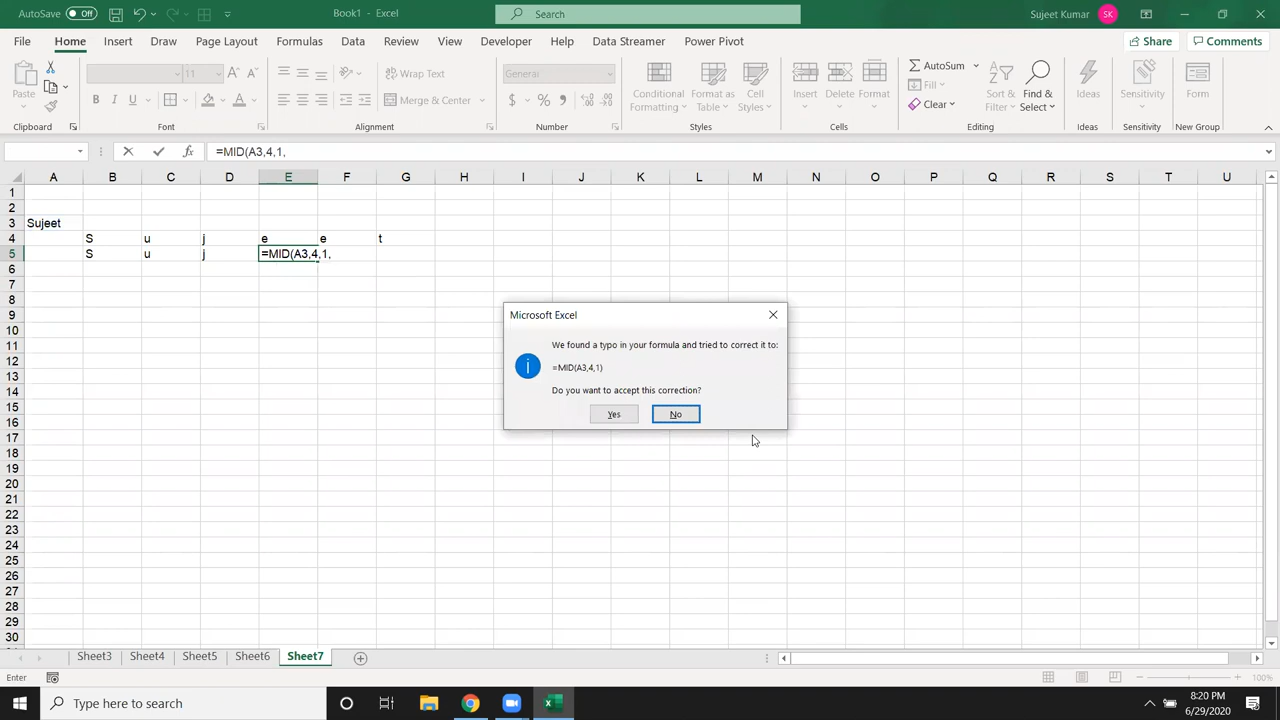 AutoSave Off Book1 - Excel Search Sujeet Kumar SK
File Home Insert Draw Page Layout Formulas Data Review View Developer Help Data Streamer Power Pivot Share Comments
Paste 11 Wrap Text General Conditional Formatting Format as Table Cell Styles Insert Delete Format AutoSum Fill Clear Sort & Filter Find & Select Ideas Sensitivity Form
B I U Merge & Center $ %
Clipboard Font Alignment Number Styles Cells Editing Ideas Sensitivity New Group
fx =MID(A3,4,1,
A B C D E F G H I J K L M N O P Q R S T U
1
2
3 Sujeet
4 S u j e e t
5 S u j =MID(A3,4,1,
6
7
8
9
10
11
12
13
14
15
16
17
18
19
20
21
22
23
24
25
26
27
28
29
30
Microsoft Excel
We found a typo in your formula and tried to correct it to:
=MID(A3,4,1)
Do you want to accept this correction?
Yes No
Sheet3 Sheet4 Sheet5 Sheet6 Sheet7
Enter 100%
Type here to search 8:20 PM
6/29/2020